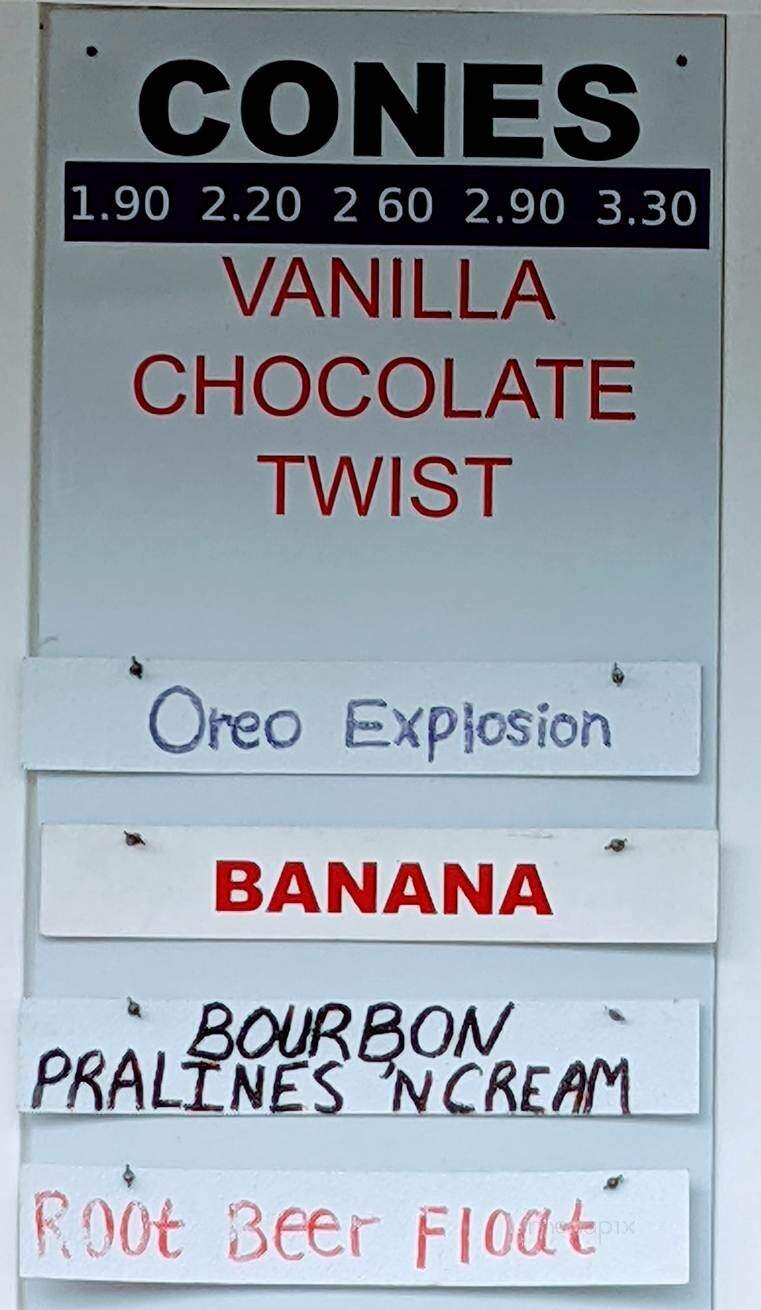 CONES
1.90 2.20 2 60 2.90 3.30
VANILLA
CHOCOLATE
TWIST
Oreo Explosion
BANANA
BOURBON
PRALINES 'N CREAM
Root Beer Float